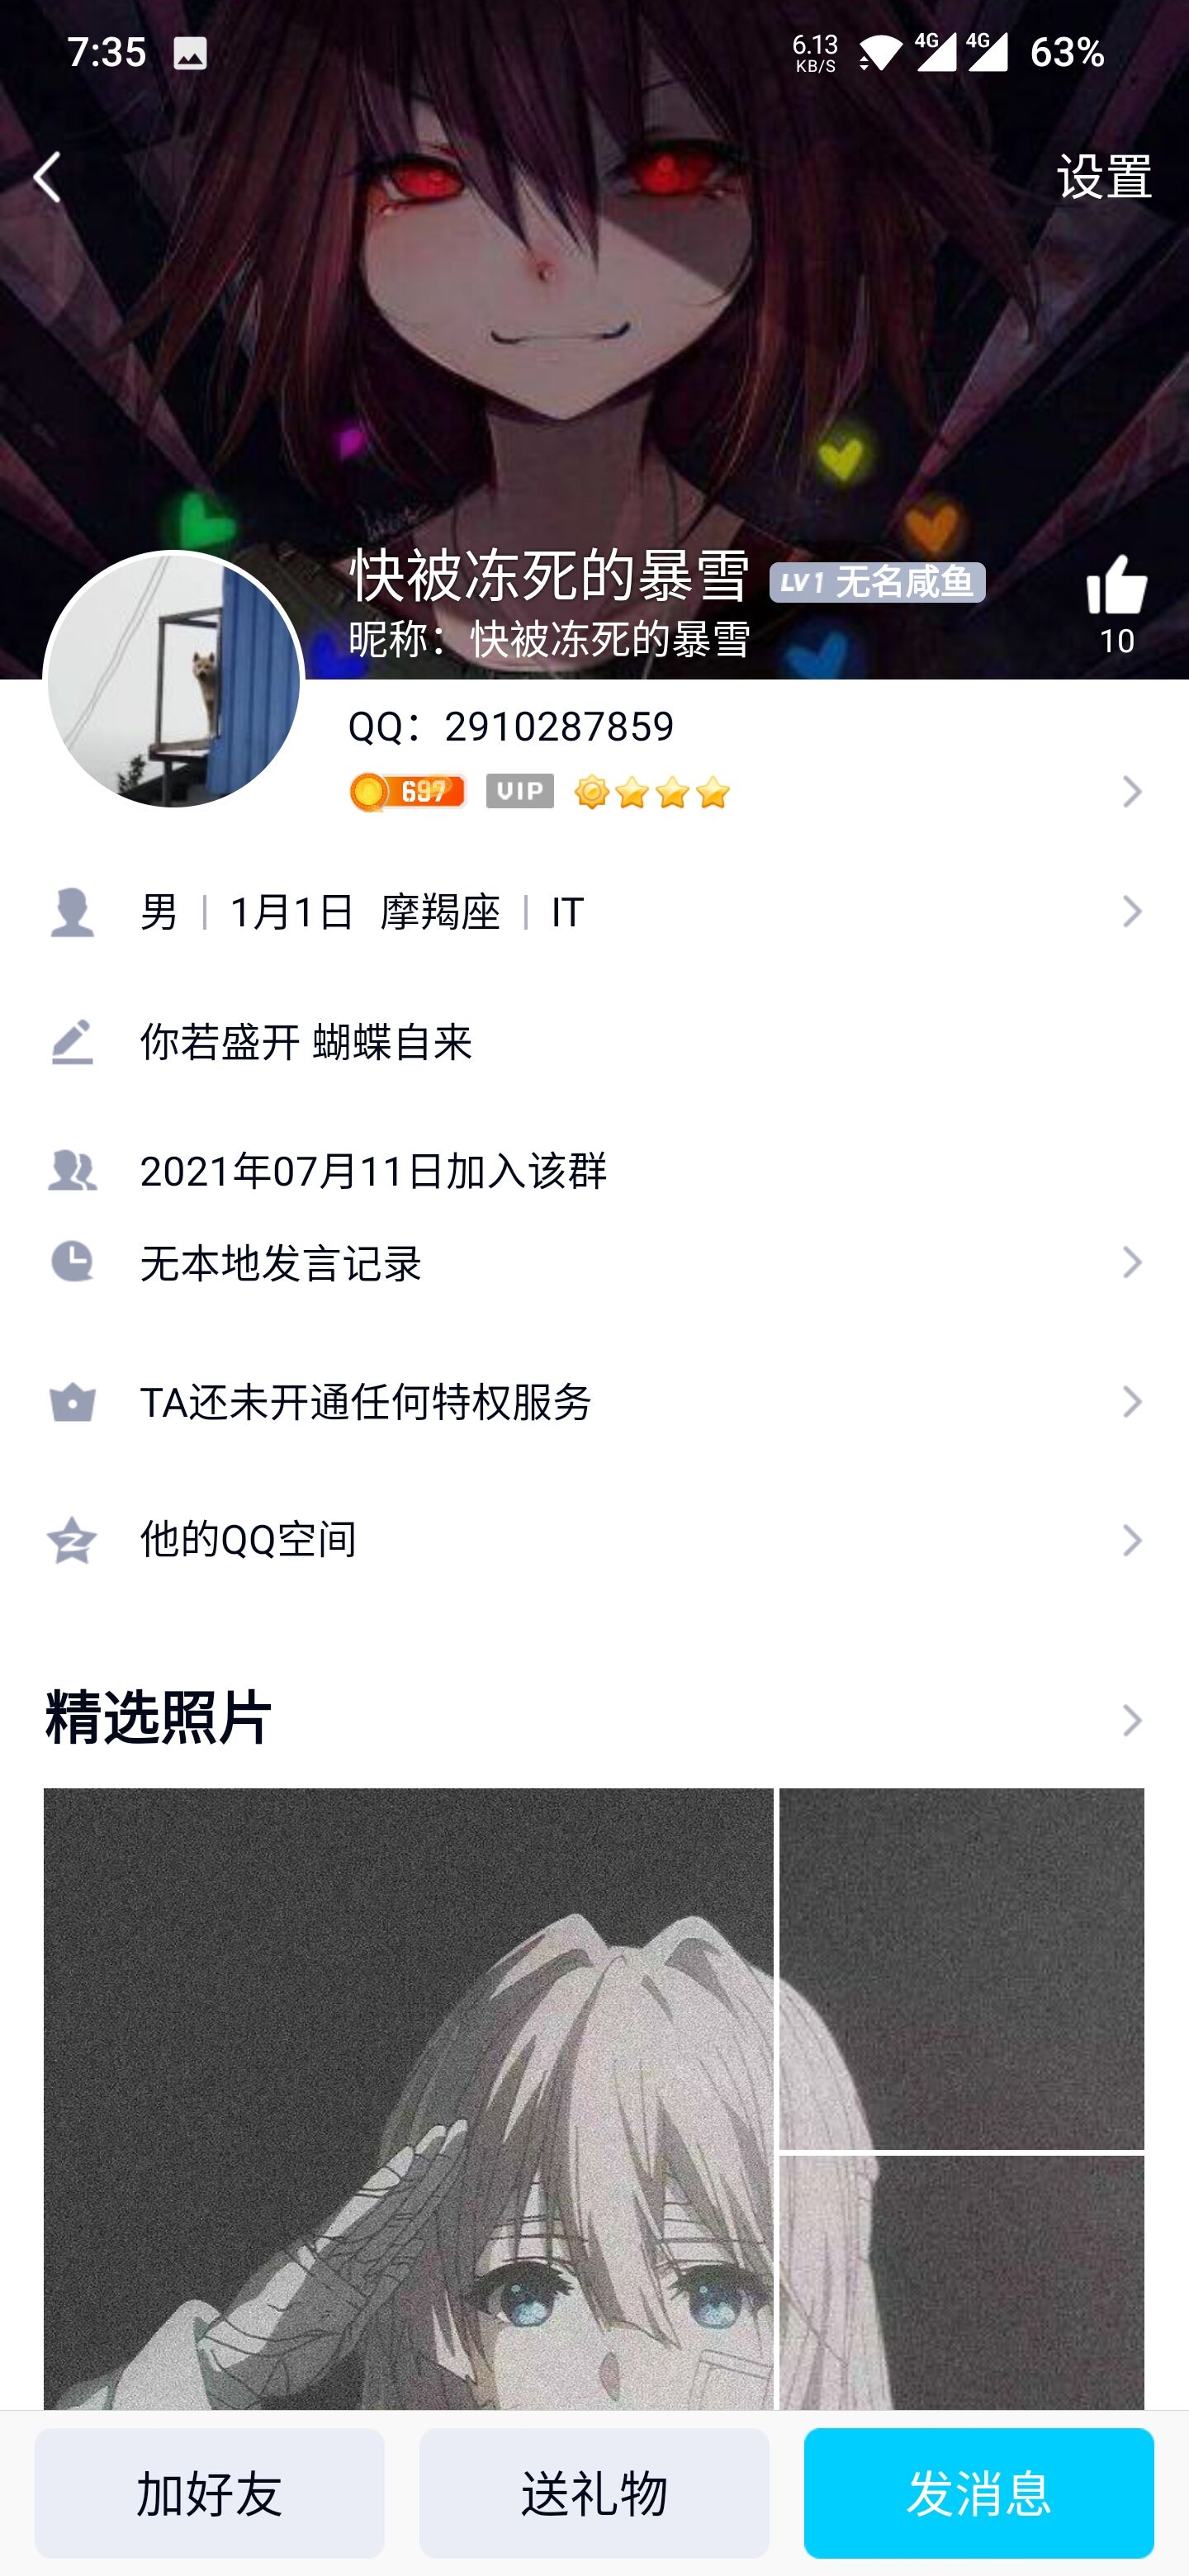 7:35
6.13 KB/S 4G 4G 63%
设置
快被冻死的暴雪 LV1 无名咸鱼
昵称：快被冻死的暴雪
10
QQ：2910287859
697 VIP
男 | 1月1日 摩羯座 | IT
你若盛开 蝴蝶自来
2021年07月11日加入该群
无本地发言记录
TA还未开通任何特权服务
他的QQ空间
精选照片
加好友 送礼物 发消息